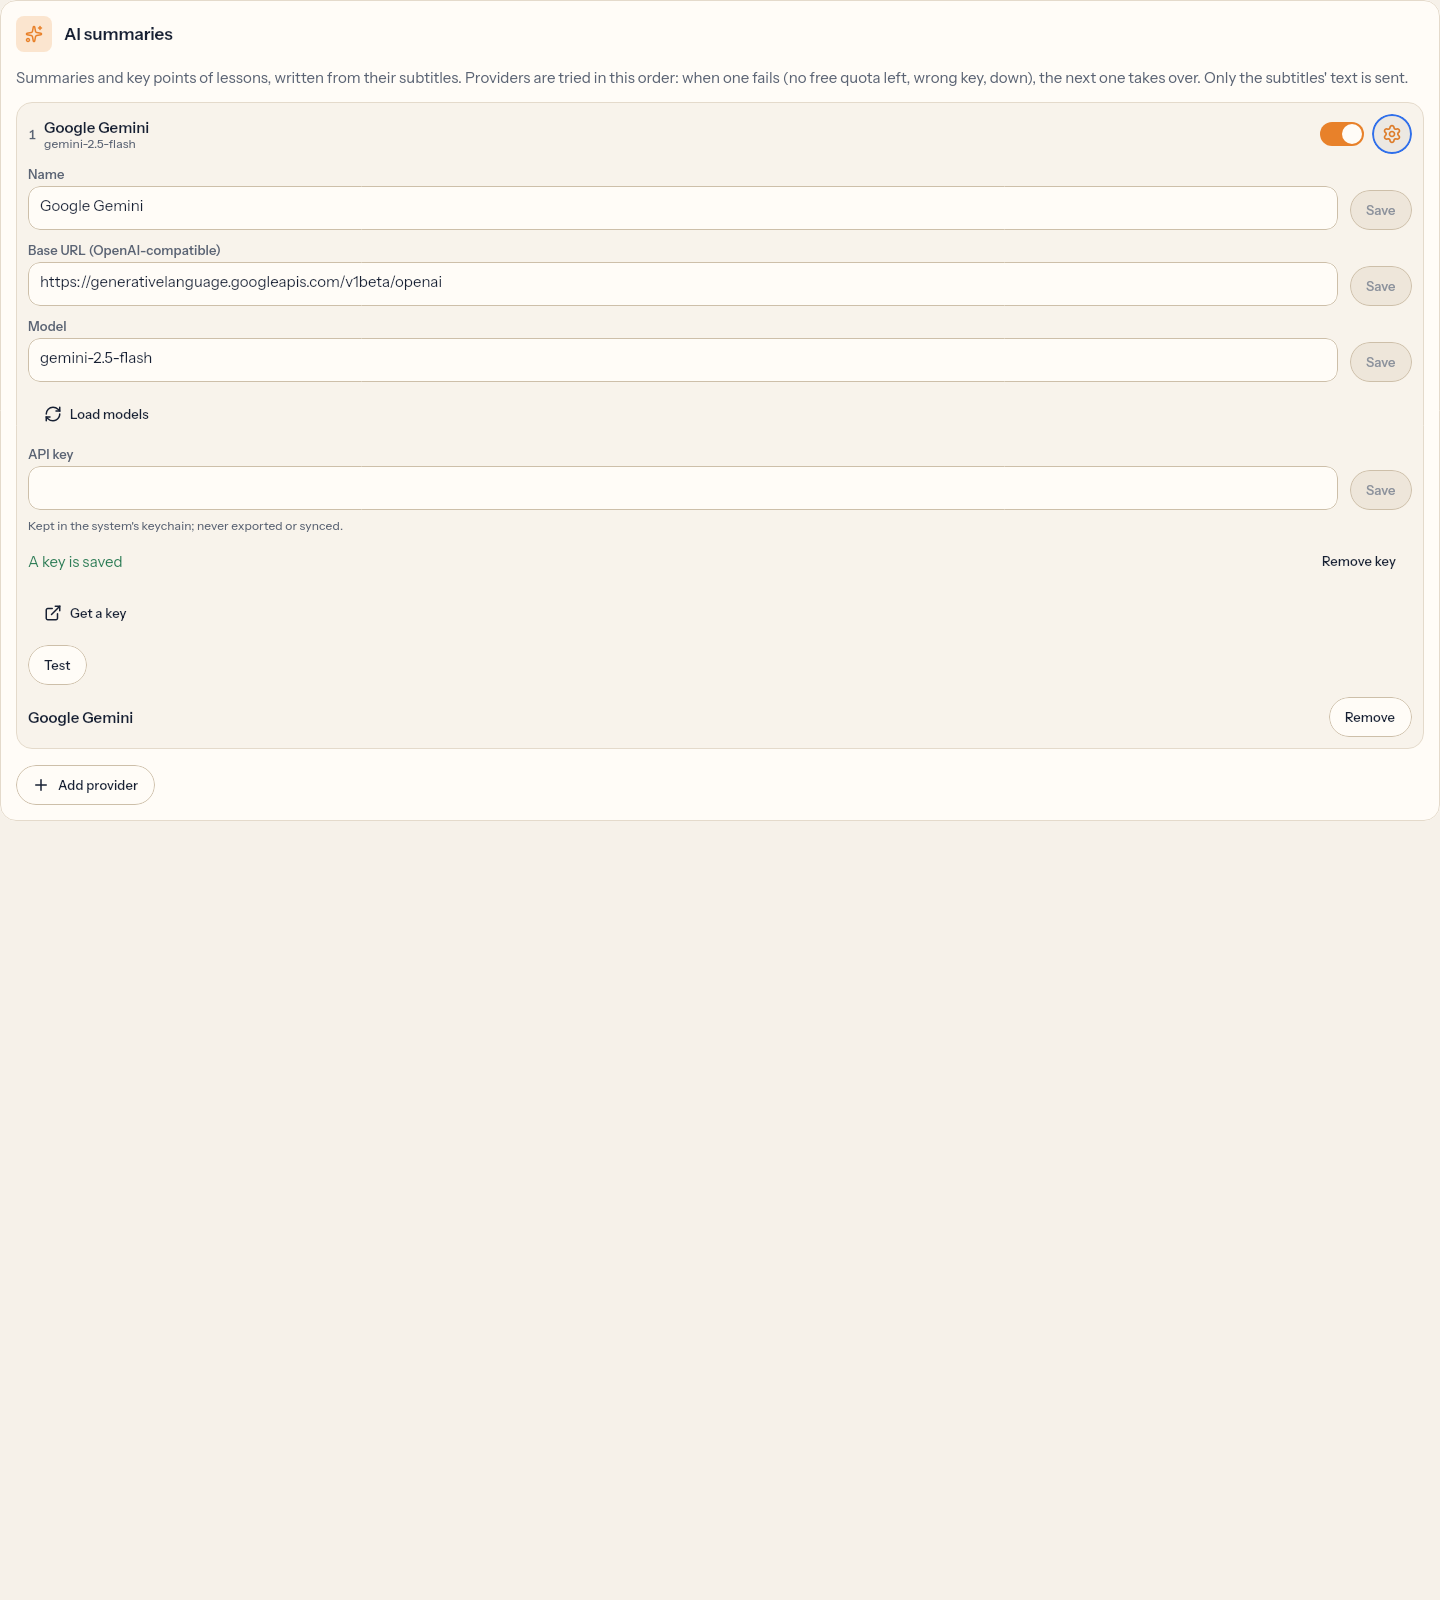 AI summaries
Summaries and key points of lessons, written from their subtitles. Providers are tried in this order: when one fails (no free quota left, wrong key, down), the next one takes over. Only the subtitles' text is sent.
1
Google Gemini
gemini-2.5-flash
Name
Google Gemini
Save
Base URL (OpenAI-compatible)
https://generativelanguage.googleapis.com/v1beta/openai
Save
Model
gemini-2.5-flash
Save
Load models
API key
Save
Kept in the system's keychain; never exported or synced.
A key is saved
Remove key
Get a key
Test
Google Gemini
Remove
Add provider